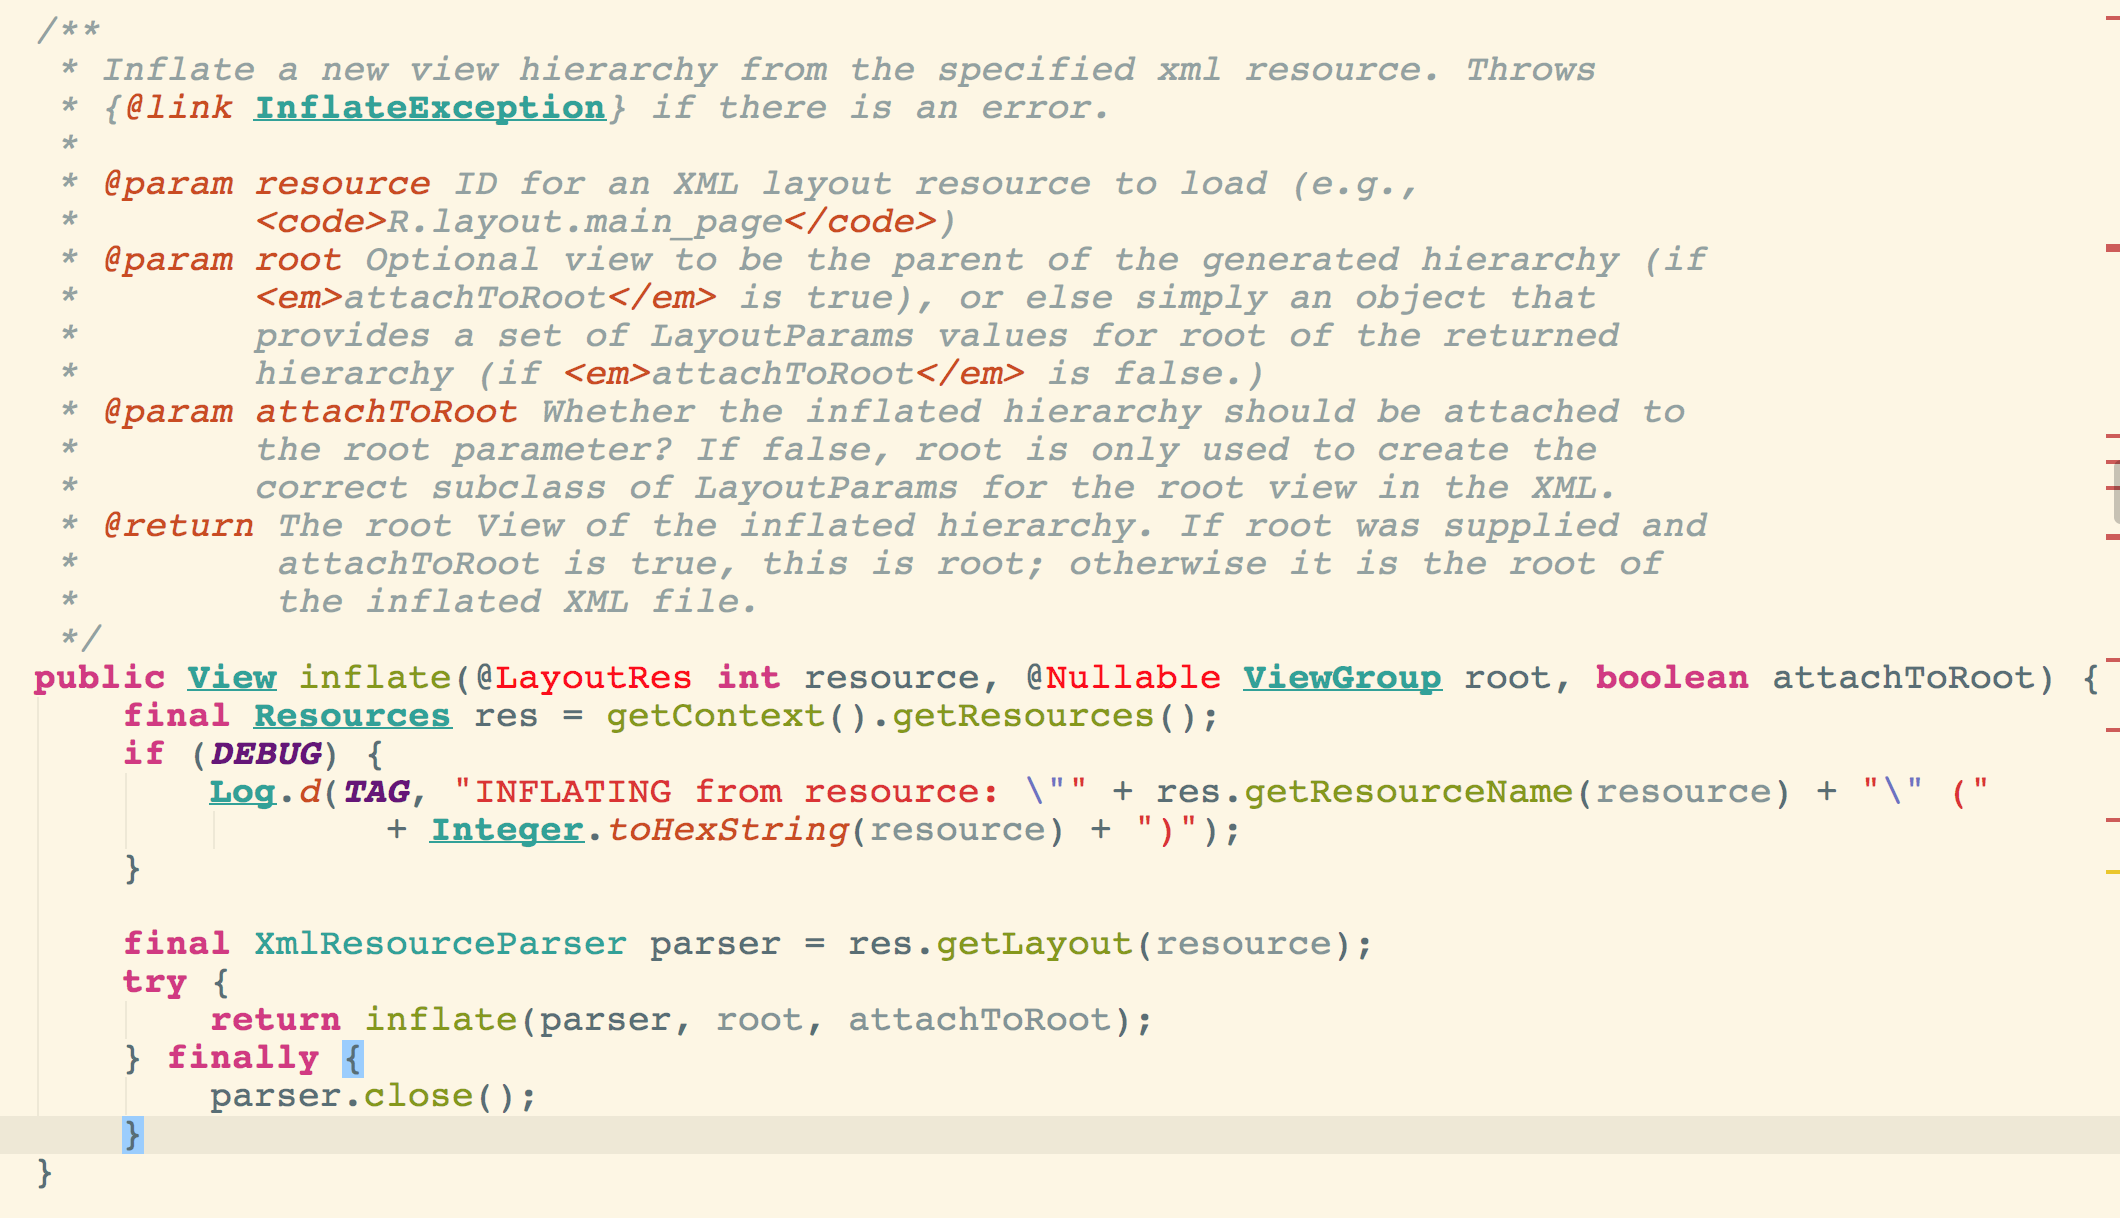 /**
 * Inflate a new view hierarchy from the specified xml resource. Throws
 * {@link InflateException} if there is an error.
 *
 * @param resource ID for an XML layout resource to load (e.g.,
 *        <code>R.layout.main_page</code>)
 * @param root Optional view to be the parent of the generated hierarchy (if
 *        <em>attachToRoot</em> is true), or else simply an object that
 *        provides a set of LayoutParams values for root of the returned
 *        hierarchy (if <em>attachToRoot</em> is false.)
 * @param attachToRoot Whether the inflated hierarchy should be attached to
 *        the root parameter? If false, root is only used to create the
 *        correct subclass of LayoutParams for the root view in the XML.
 * @return The root View of the inflated hierarchy. If root was supplied and
 *         attachToRoot is true, this is root; otherwise it is the root of
 *         the inflated XML file.
 */
public View inflate(@LayoutRes int resource, @Nullable ViewGroup root, boolean attachToRoot) {
    final Resources res = getContext().getResources();
    if (DEBUG) {
        Log.d(TAG, "INFLATING from resource: \"" + res.getResourceName(resource) + "\" ("
                + Integer.toHexString(resource) + ")");
    }

    final XmlResourceParser parser = res.getLayout(resource);
    try {
        return inflate(parser, root, attachToRoot);
    } finally {
        parser.close();
    }
}